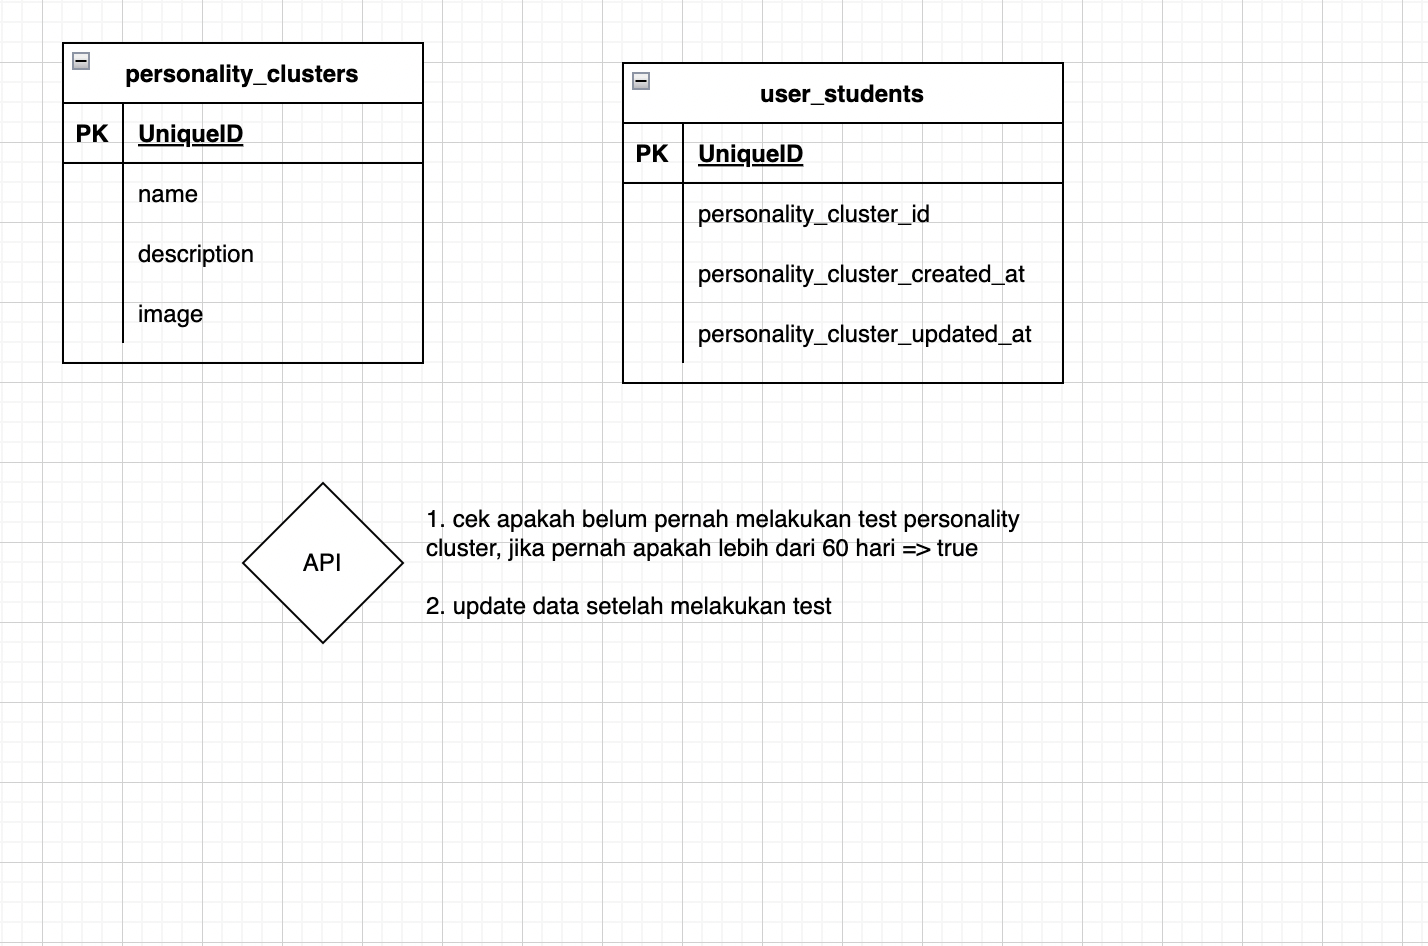 personality_clusters
PK UniqueID
name
description
image
user_students
PK UniqueID
personality_cluster_id
personality_cluster_created_at
personality_cluster_updated_at
API
1. cek apakah belum pernah melakukan test personality
cluster, jika pernah apakah lebih dari 60 hari => true
2. update data setelah melakukan test